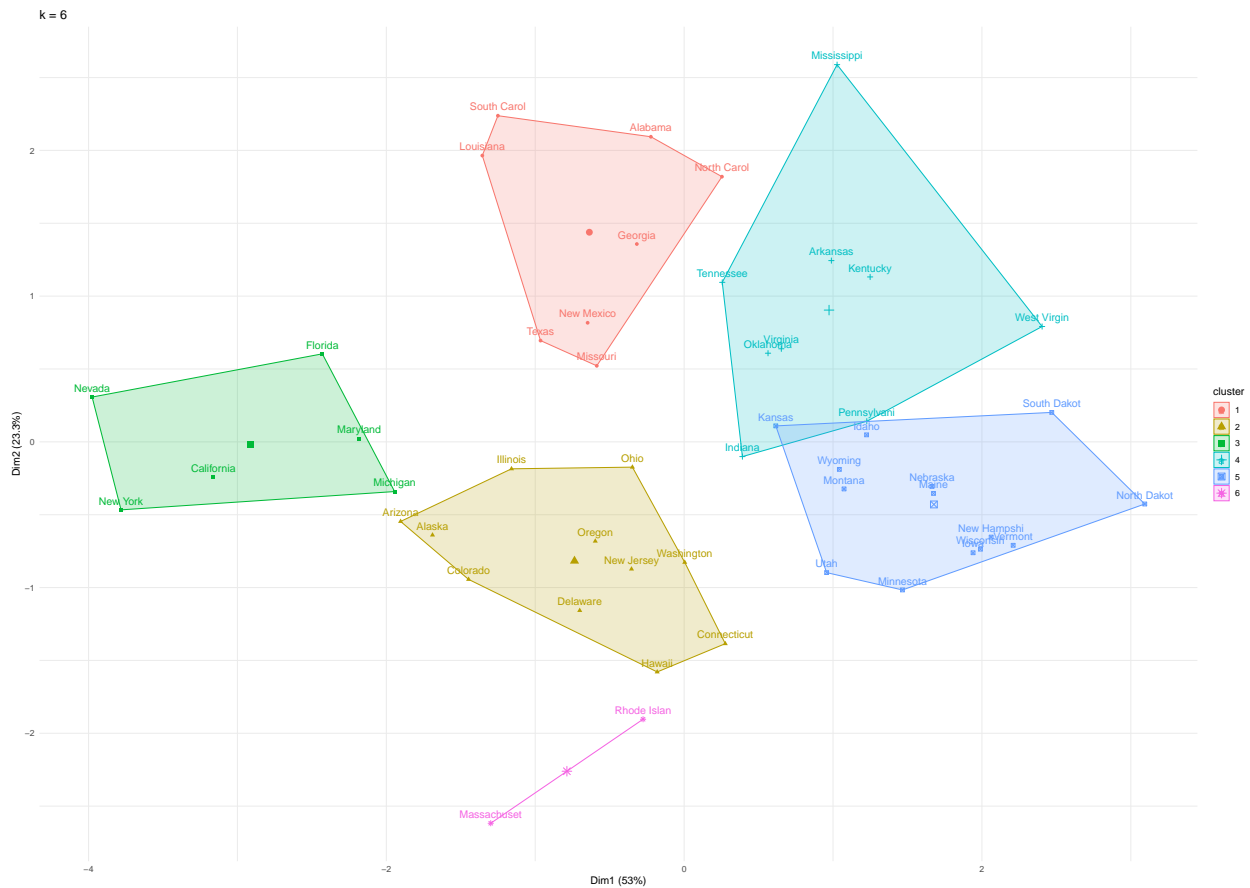 k = 6
Mississippi
South Carol
Alabama
Louisiana
North Carol
Georgia
Arkansas
Kentucky
Tennessee
New Mexico
West Virgin
Texas
Virginia
Oklahoma
Missouri
Florida
Nevada
Maryland
California
Michigan
New York
Kansas
Pennsylvani
South Dakot
Idaho
Indiana
Illinois
Ohio
Wyoming
Montana
Nebraska
Maine
North Dakot
Arizona
Alaska
Oregon
New Jersey
Washington
Colorado
New Hampshi
Wisconsin
Vermont
Iowa
Utah
Minnesota
Delaware
Connecticut
Hawaii
Rhode Islan
Massachuset
2
1
0
−1
−2
Dim2 (23.3%)
−4
−2
0
2
Dim1 (53%)
cluster
1
2
3
4
5
6